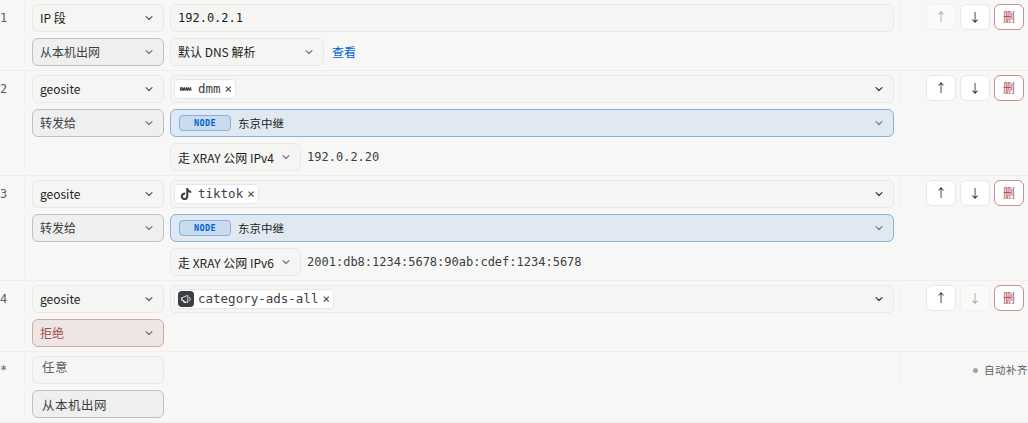 1 IP 段 192.0.2.1 ↑ ↓ 删
从本机出网 默认 DNS 解析 查看
2 geosite dmm × ↑ ↓ 删
转发给 NODE 东京中继
走 XRAY 公网 IPv4 192.0.2.20
3 geosite tiktok × ↑ ↓ 删
转发给 NODE 东京中继
走 XRAY 公网 IPv6 2001:db8:1234:5678:90ab:cdef:1234:5678
4 geosite category-ads-all × ↑ ↓ 删
拒绝
* 任意 自动补齐
从本机出网